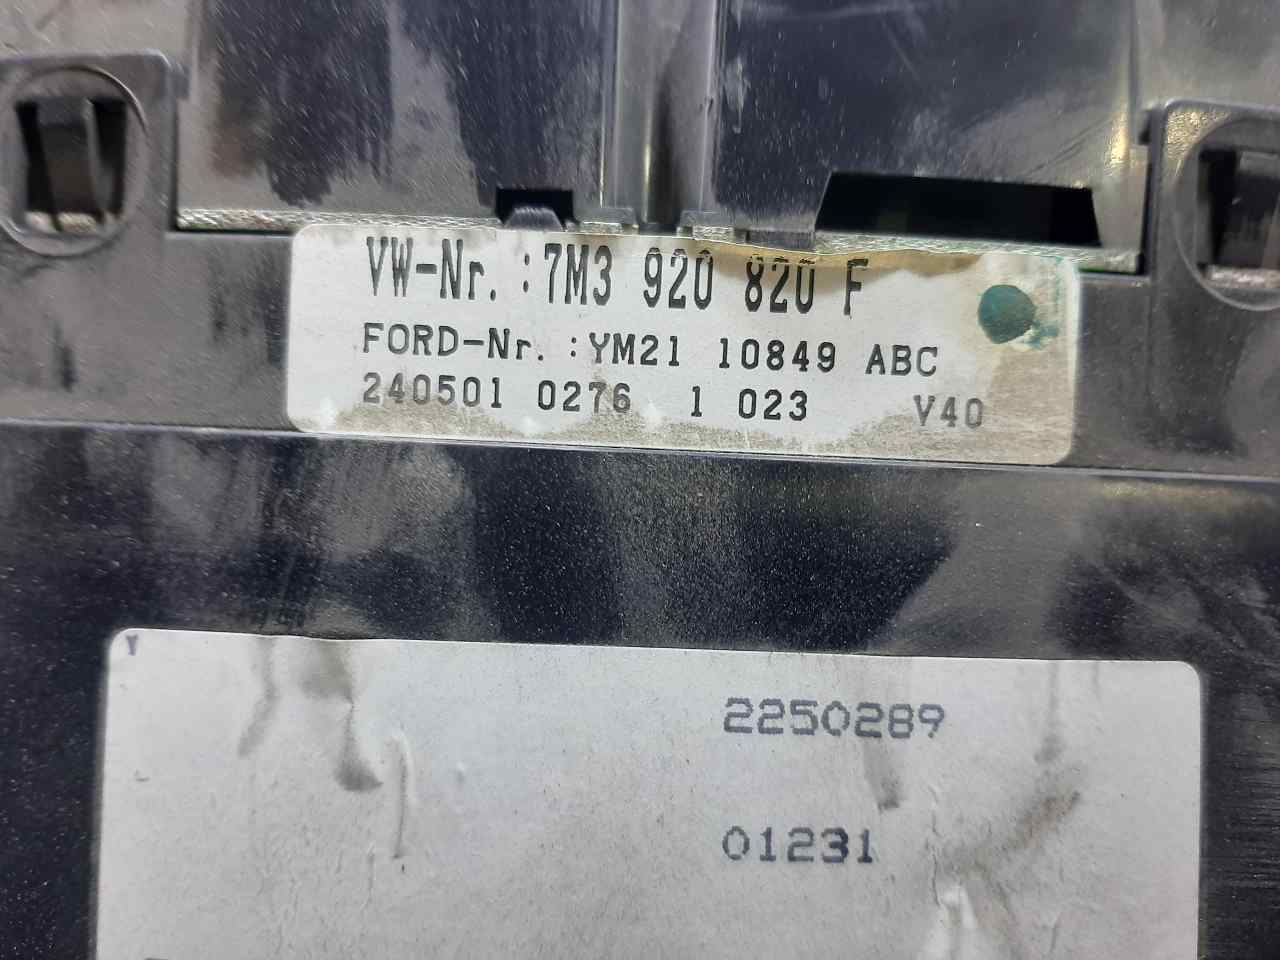 VW-Nr. :7M3 920 820 F
FORD-Nr. :YM21 10849 ABC
240501 0276 1 023 V40
Y
2250289
01231